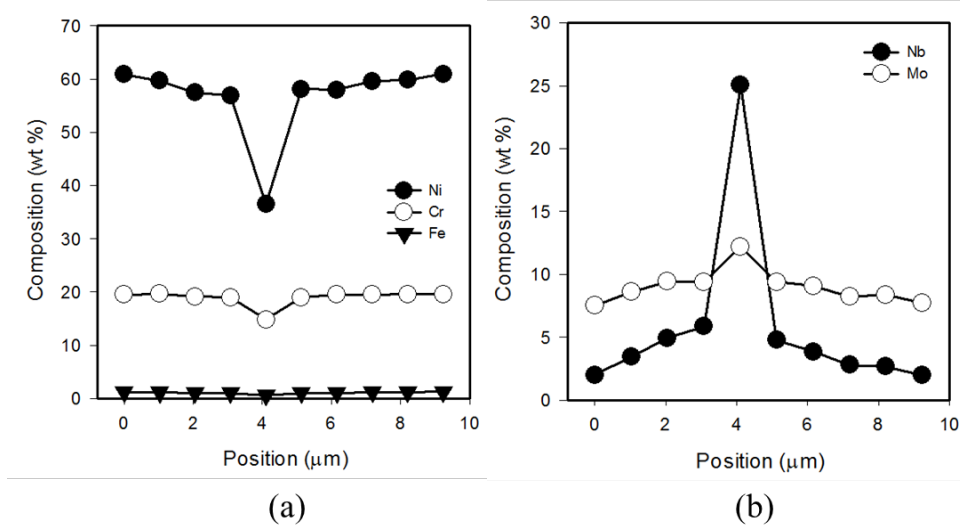 70
60
50
40
30
20
10
0
Composition (wt %)
Ni
Cr
Fe
0 2 4 6 8 10
Position (μm)
(a)
30
25
20
15
10
5
0
Composition (wt %)
Nb
Mo
0 2 4 6 8 10
Position (μm)
(b)